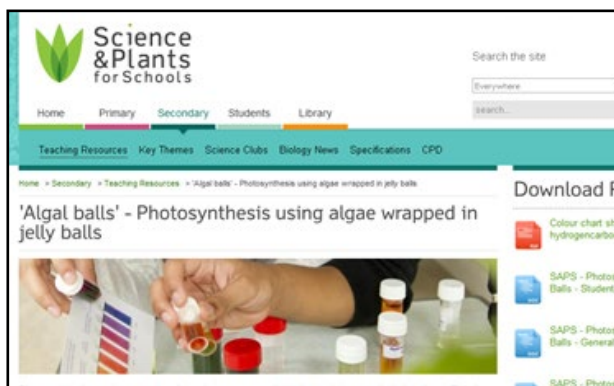 Science
&Plants
for Schools
Search the site
Everywhere
search...
Home Primary Secondary Students Library
Teaching Resources Key Themes Science Clubs Biology News Specifications CPD
Home » Secondary » Teaching Resources » 'Algal balls' - Photosynthesis using algae wrapped in jelly balls
'Algal balls' - Photosynthesis using algae wrapped in
jelly balls
Download
Colour chart
hydrogencarbo
SAPS - Photos
Balls - Student
SAPS - Photos
Balls - General
SAPS - Photos